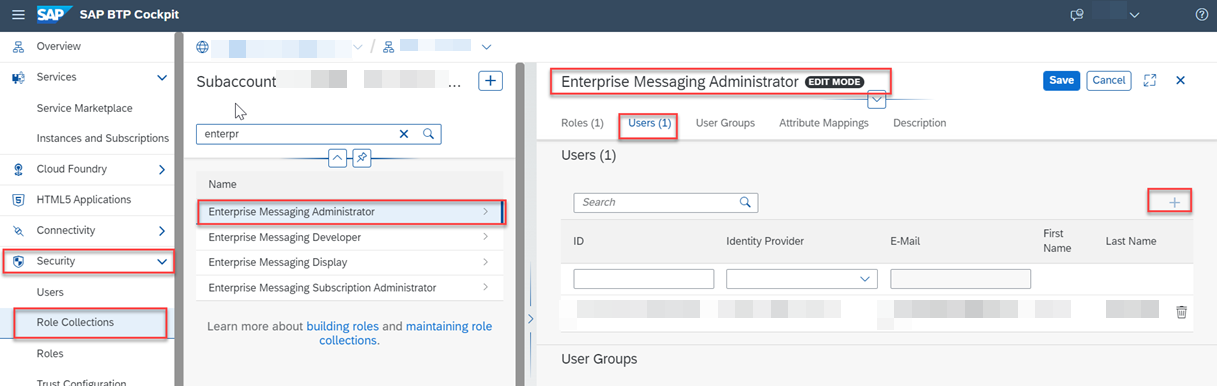 SAP SAP BTP Cockpit
Overview
Services
Service Marketplace
Instances and Subscriptions
Cloud Foundry
HTML5 Applications
Connectivity
Security
Users
Role Collections
Roles
Trust Configuration
/
Subaccount ...
enterpr
Name
Enterprise Messaging Administrator
Enterprise Messaging Developer
Enterprise Messaging Display
Enterprise Messaging Subscription Administrator
Learn more about building roles and maintaining role
collections.
Enterprise Messaging Administrator EDIT MODE
Save Cancel
Roles (1) Users (1) User Groups Attribute Mappings Description
Users (1)
Search
ID Identity Provider E-Mail First Name Last Name
User Groups